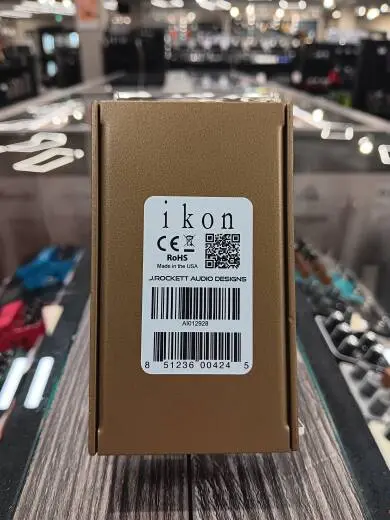 ikon
CE
RoHS
Made in the USA
J.ROCKETT AUDIO DESIGNS
AI012928
8 51236 00424 5